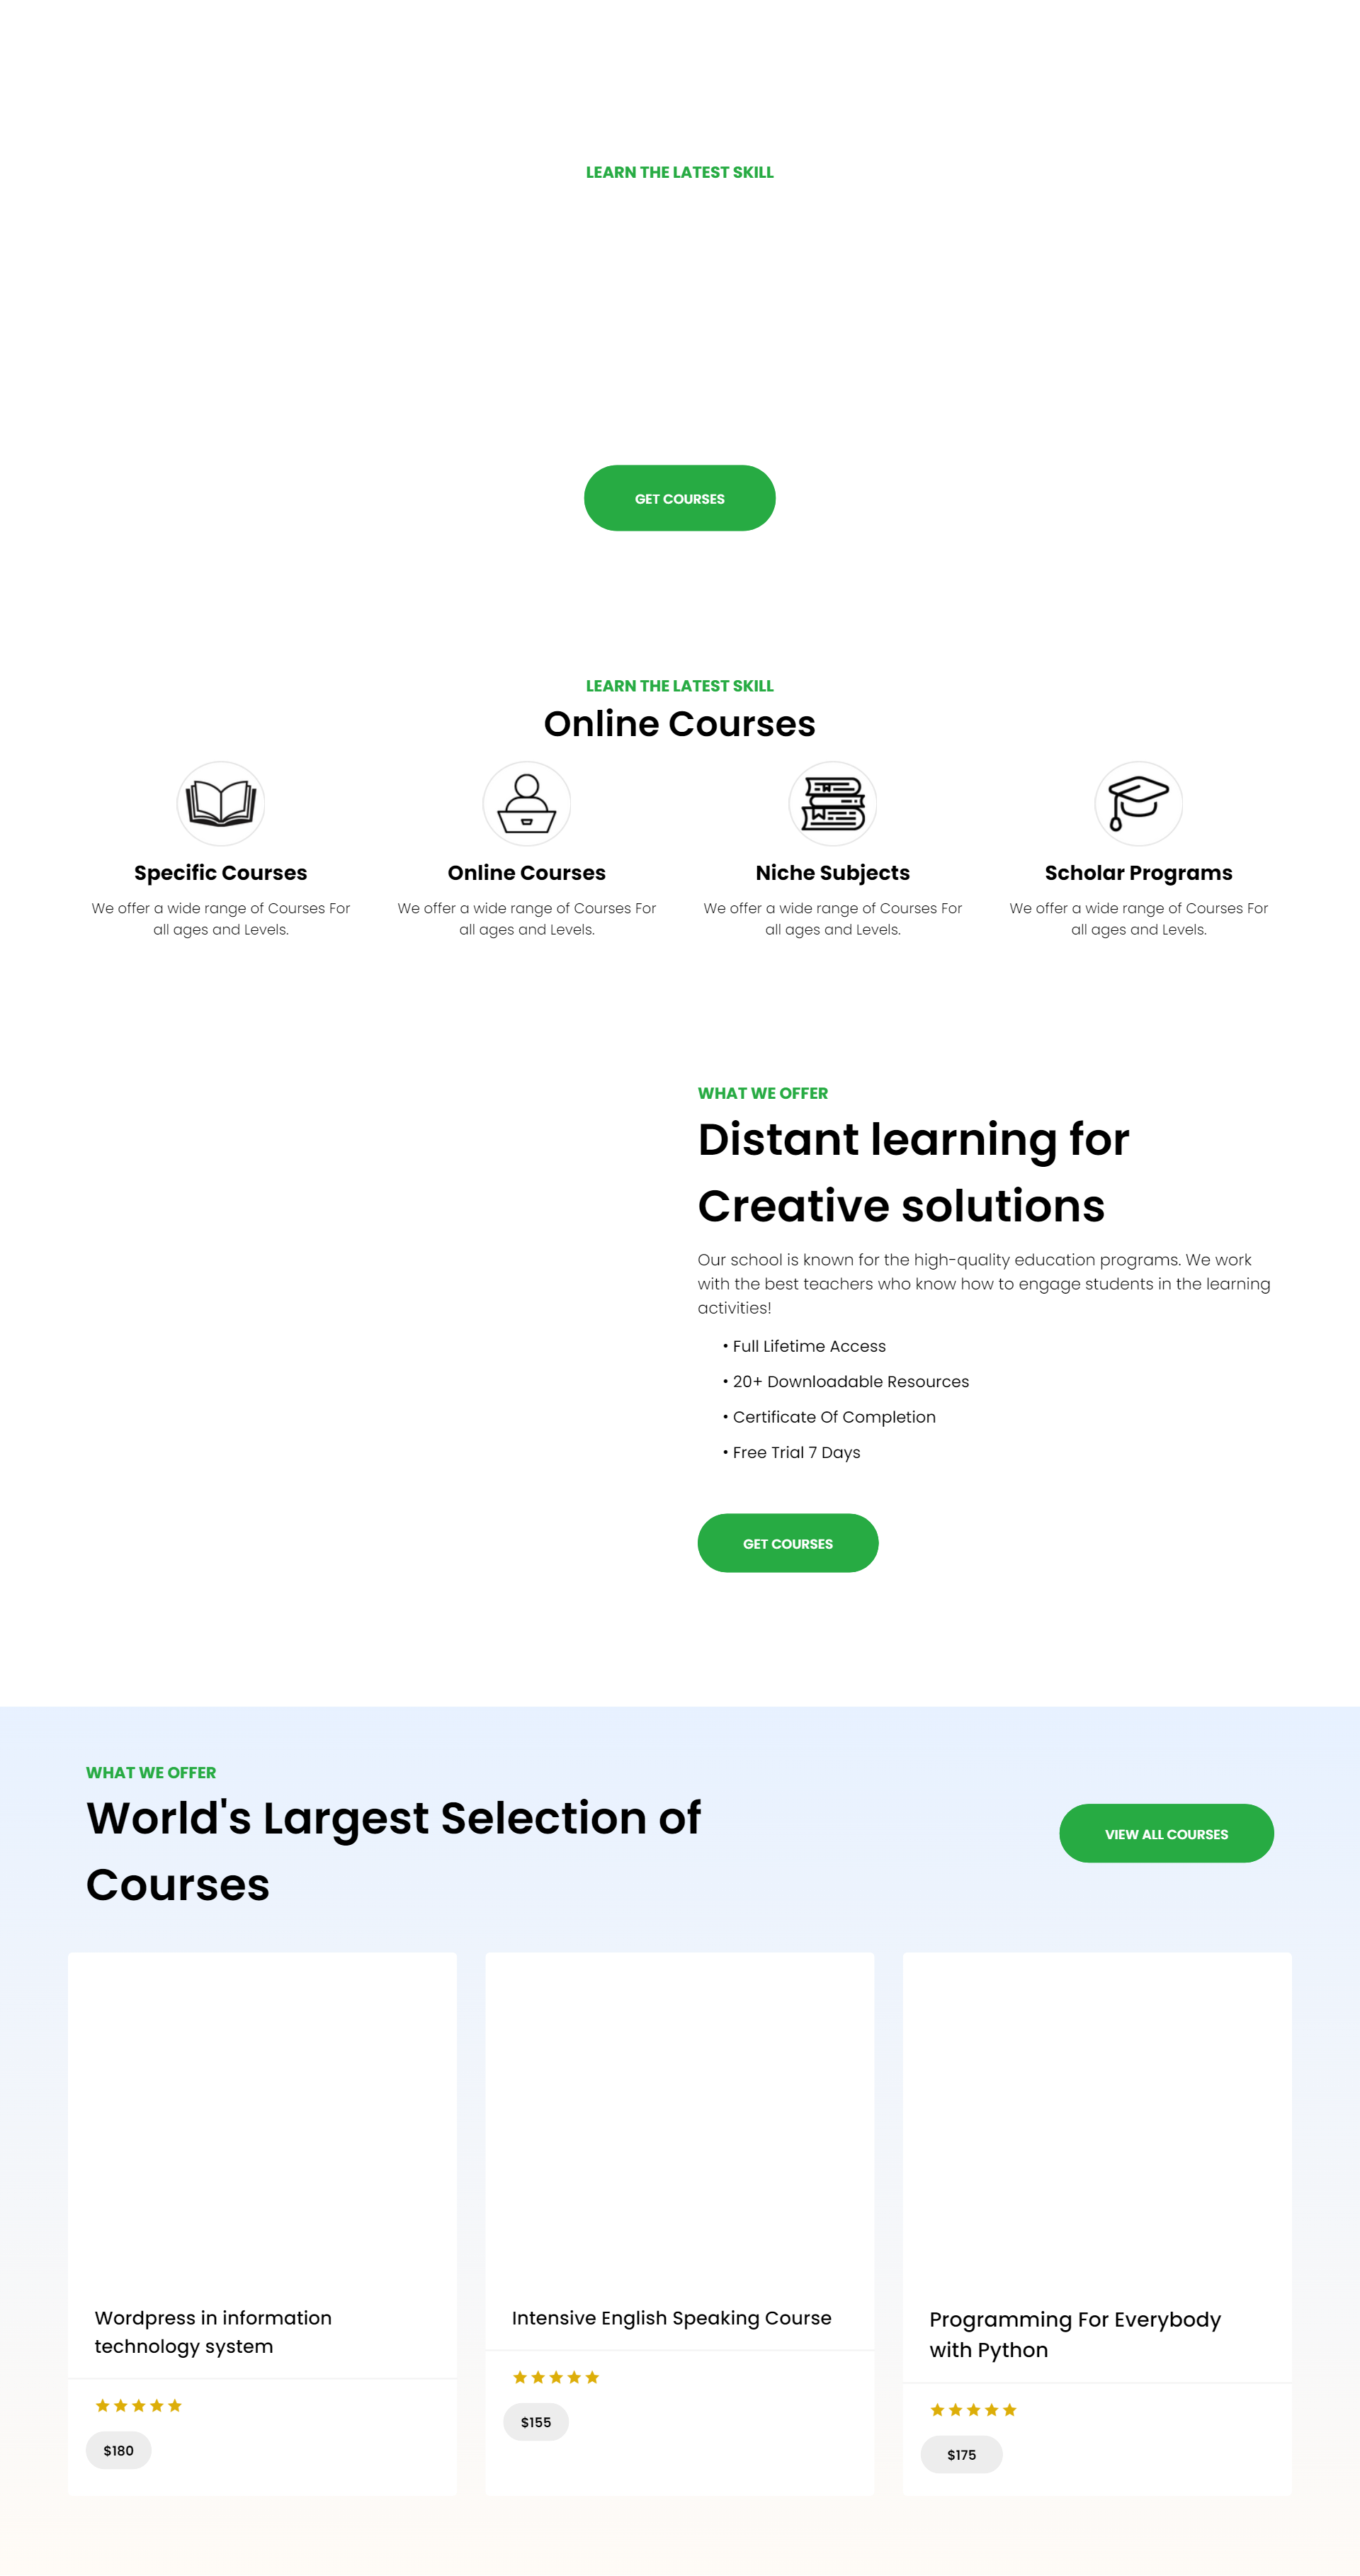 LEARN THE LATEST SKILL
GET COURSES
LEARN THE LATEST SKILL
Online Courses
Specific Courses
We offer a wide range of Courses For
all ages and Levels.
Online Courses
We offer a wide range of Courses For
all ages and Levels.
Niche Subjects
We offer a wide range of Courses For
all ages and Levels.
Scholar Programs
We offer a wide range of Courses For
all ages and Levels.
WHAT WE OFFER
Distant learning for
Creative solutions
Our school is known for the high-quality education programs. We work
with the best teachers who know how to engage students in the learning
activities!
• Full Lifetime Access
• 20+ Downloadable Resources
• Certificate Of Completion
• Free Trial 7 Days
GET COURSES
WHAT WE OFFER
World's Largest Selection of
Courses
VIEW ALL COURSES
Wordpress in information
technology system
$180
Intensive English Speaking Course
$155
Programming For Everybody
with Python
$175